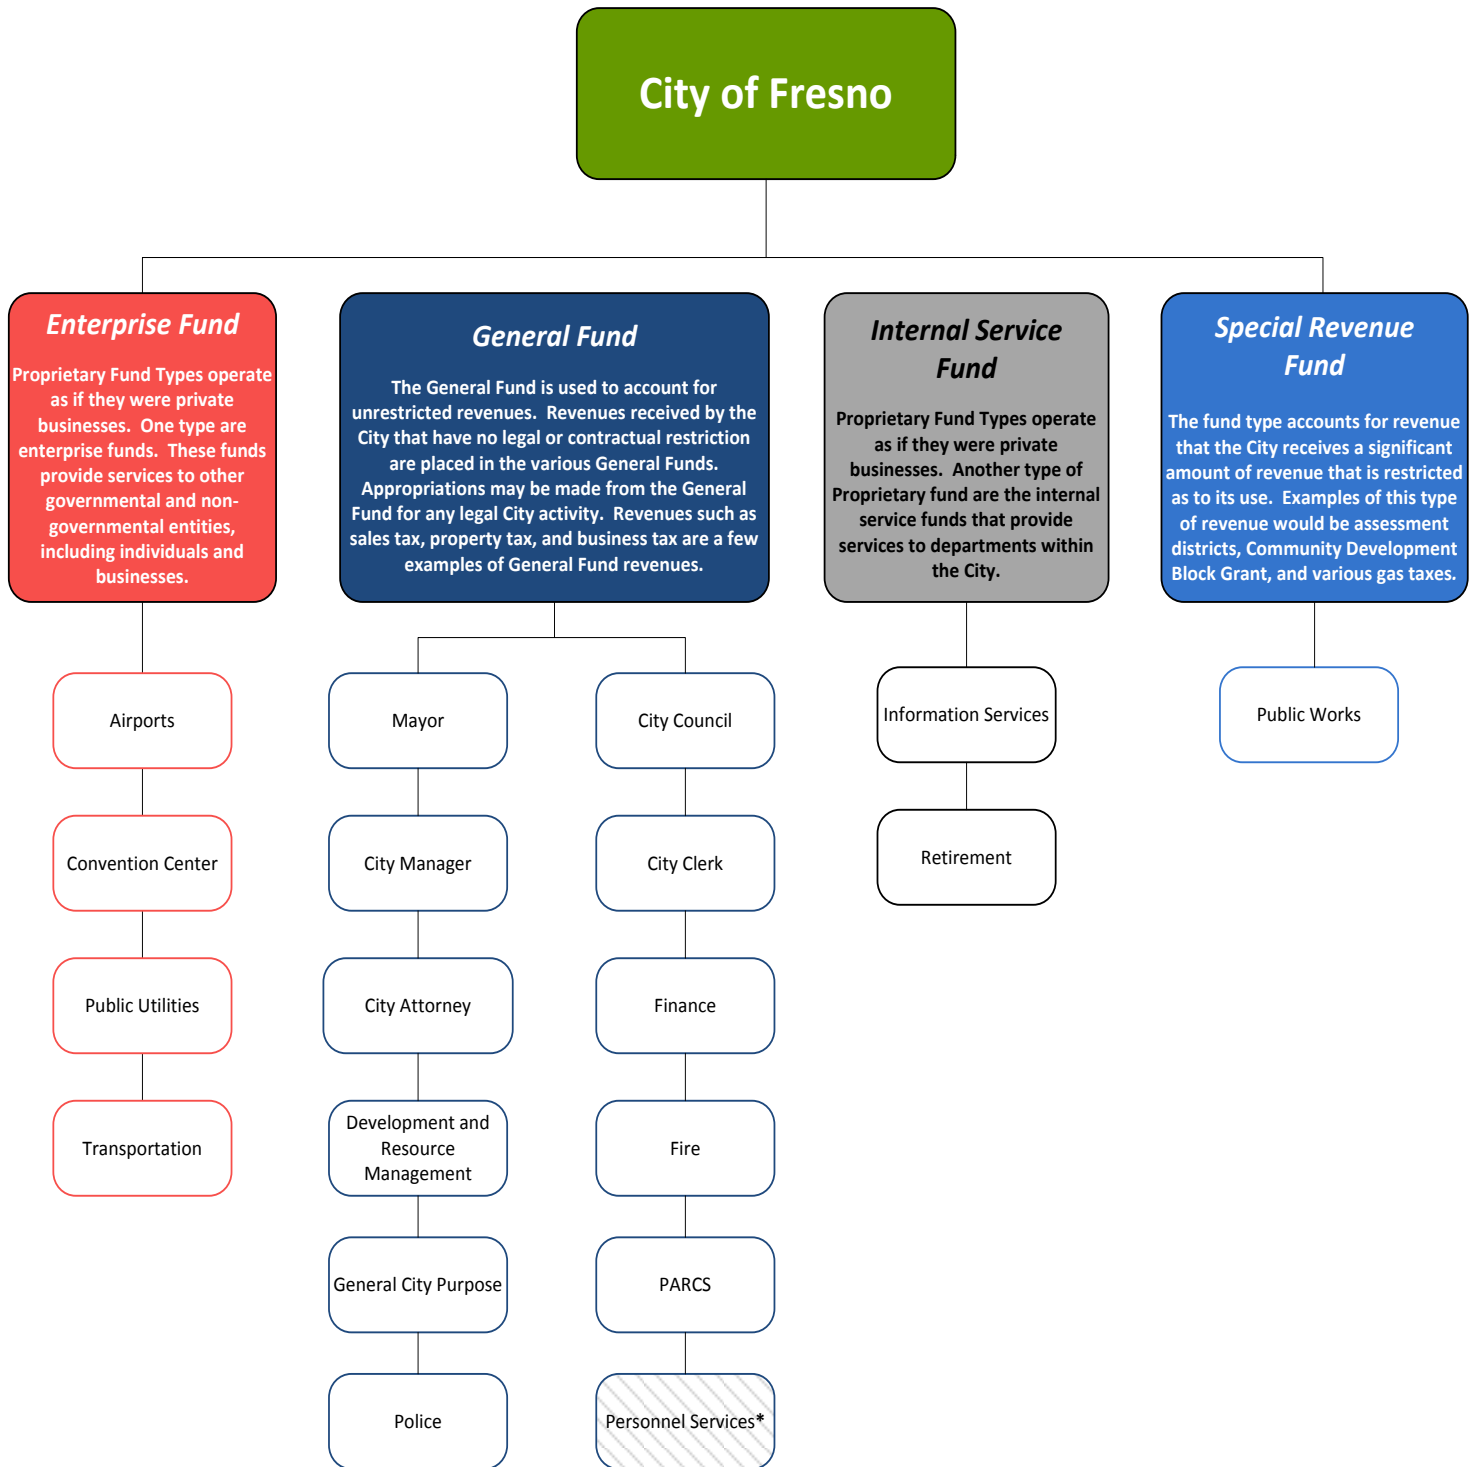 City of Fresno
Enterprise Fund
Proprietary Fund Types operate
as if they were private
businesses.  One type are
enterprise funds.  These funds
provide services to other
governmental and non-
governmental entities,
including individuals and
businesses.
General Fund
The General Fund is used to account for
unrestricted revenues.  Revenues received by the
City that have no legal or contractual restriction
are placed in the various General Funds.
Appropriations may be made from the General
Fund for any legal City activity.  Revenues such as
sales tax, property tax, and business tax are a few
examples of General Fund revenues.
Internal Service
Fund
Proprietary Fund Types operate
as if they were private
businesses.  Another type of
Proprietary fund are the internal
service funds that provide
services to departments within
the City.
Special Revenue
Fund
The fund type accounts for revenue
that the City receives a significant
amount of revenue that is restricted
as to its use.  Examples of this type
of revenue would be assessment
districts, Community Development
Block Grant, and various gas taxes.
Airports
Convention Center
Public Utilities
Transportation
Mayor
City Manager
City Attorney
Development and
Resource
Management
General City Purpose
Police
City Council
City Clerk
Finance
Fire
PARCS
Personnel Services*
Information Services
Retirement
Public Works